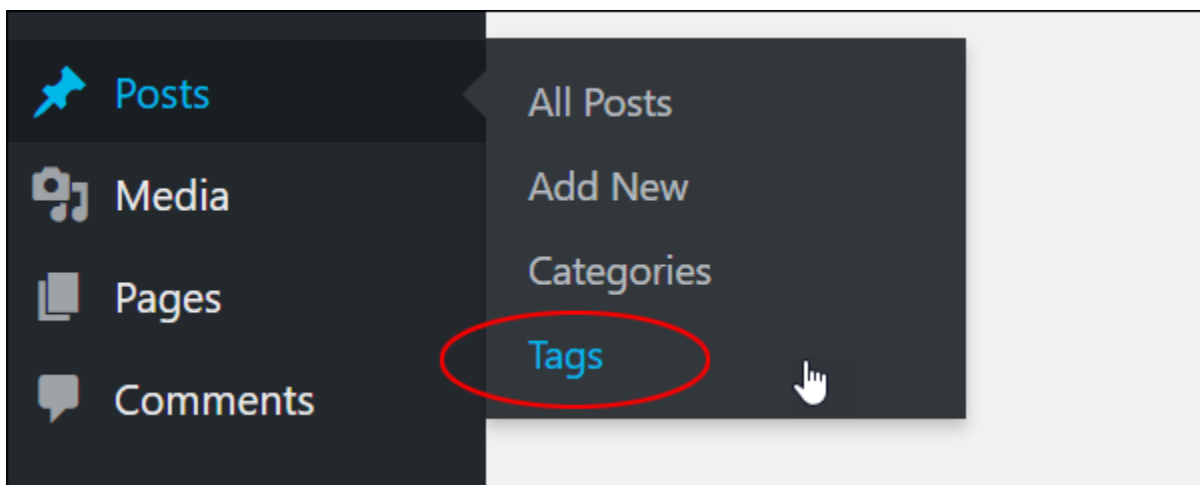 Posts
Media
Pages
Comments
All Posts
Add New
Categories
Tags